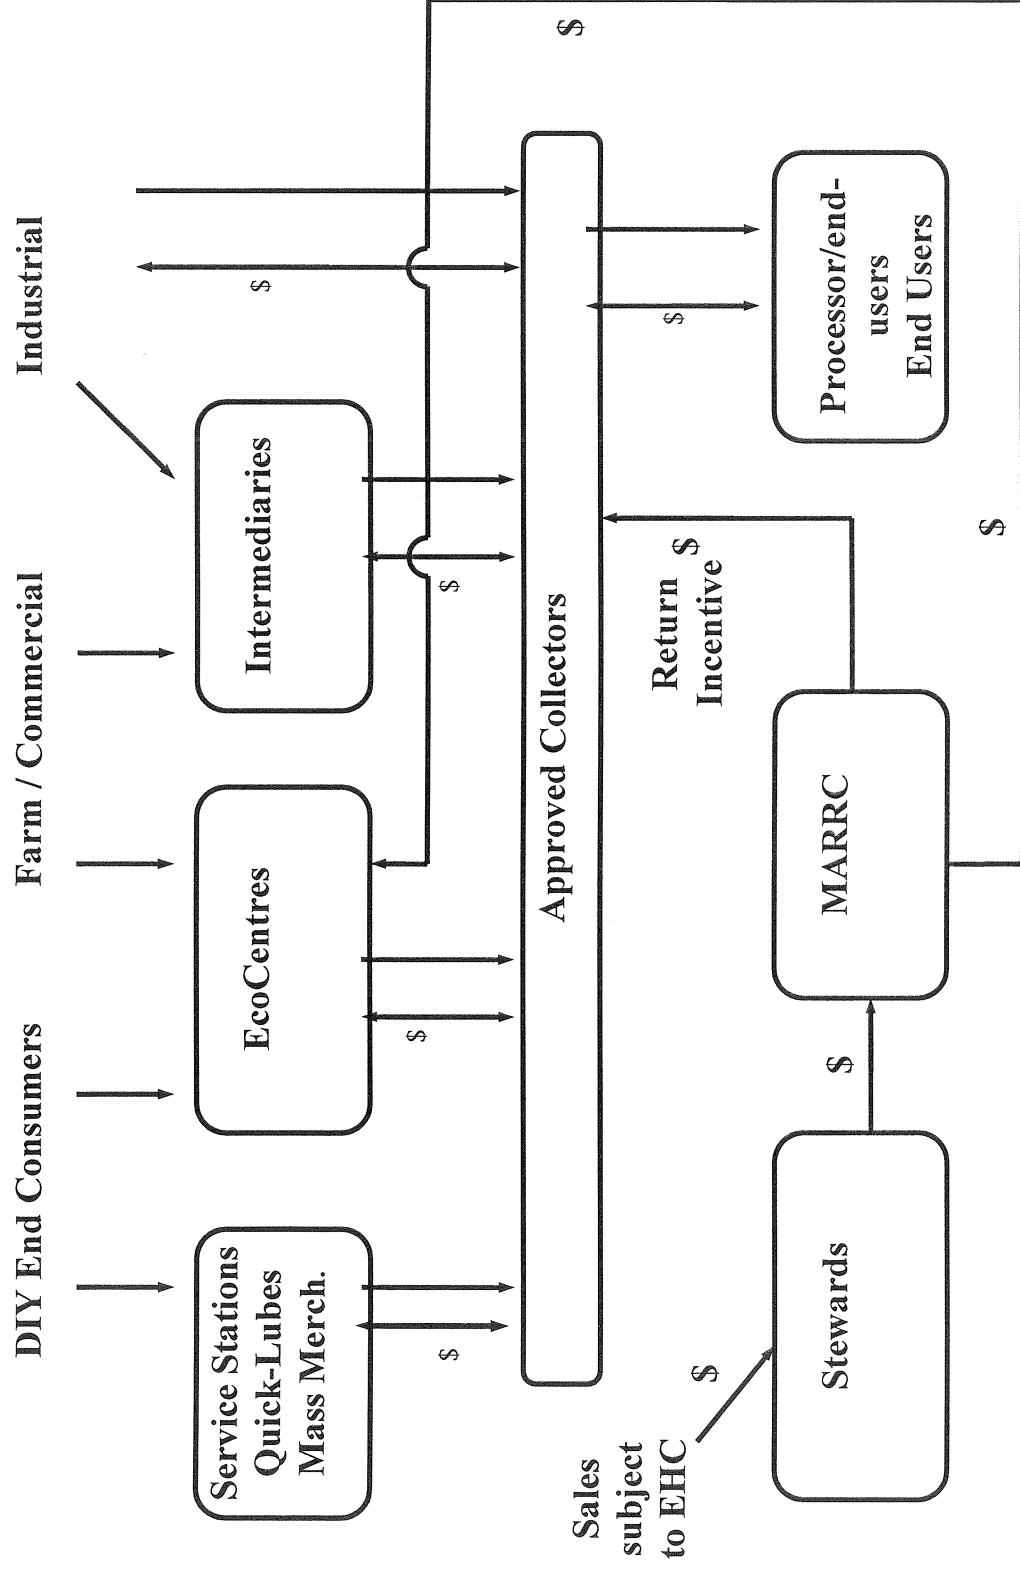 DIY End Consumers
Farm / Commercial
Industrial
Service Stations
Quick-Lubes
Mass Merch.
EcoCentres
Intermediaries
$
$
$
$
$
Approved Collectors
Sales
subject
to EHC
$
Return
Incentive
$
$
Stewards
$
MARRC
Processor/end-
users
End Users
$